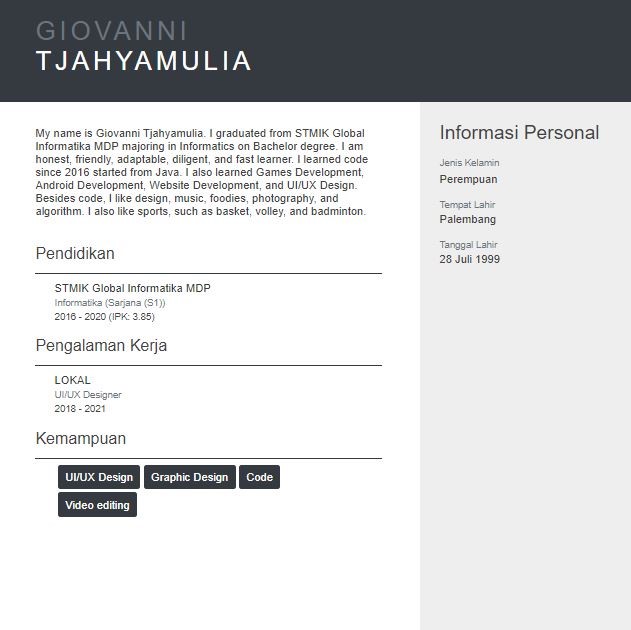 GIOVANNI
TJAHYAMULIA
My name is Giovanni Tjahyamulia. I graduated from STMIK Global
Informatika MDP majoring in Informatics on Bachelor degree. I am
honest, friendly, adaptable, diligent, and fast learner. I learned code
since 2016 started from Java. I also learned Games Development,
Android Development, Website Development, and UI/UX Design.
Besides code, I like design, music, foodies, photography, and
algorithm. I also like sports, such as basket, volley, and badminton.
Pendidikan
STMIK Global Informatika MDP
Informatika (Sarjana (S1))
2016 - 2020 (IPK: 3.85)
Pengalaman Kerja
LOKAL
UI/UX Designer
2018 - 2021
Kemampuan
UI/UX Design Graphic Design Code
Video editing
Informasi Personal
Jenis Kelamin
Perempuan
Tempat Lahir
Palembang
Tanggal Lahir
28 Juli 1999